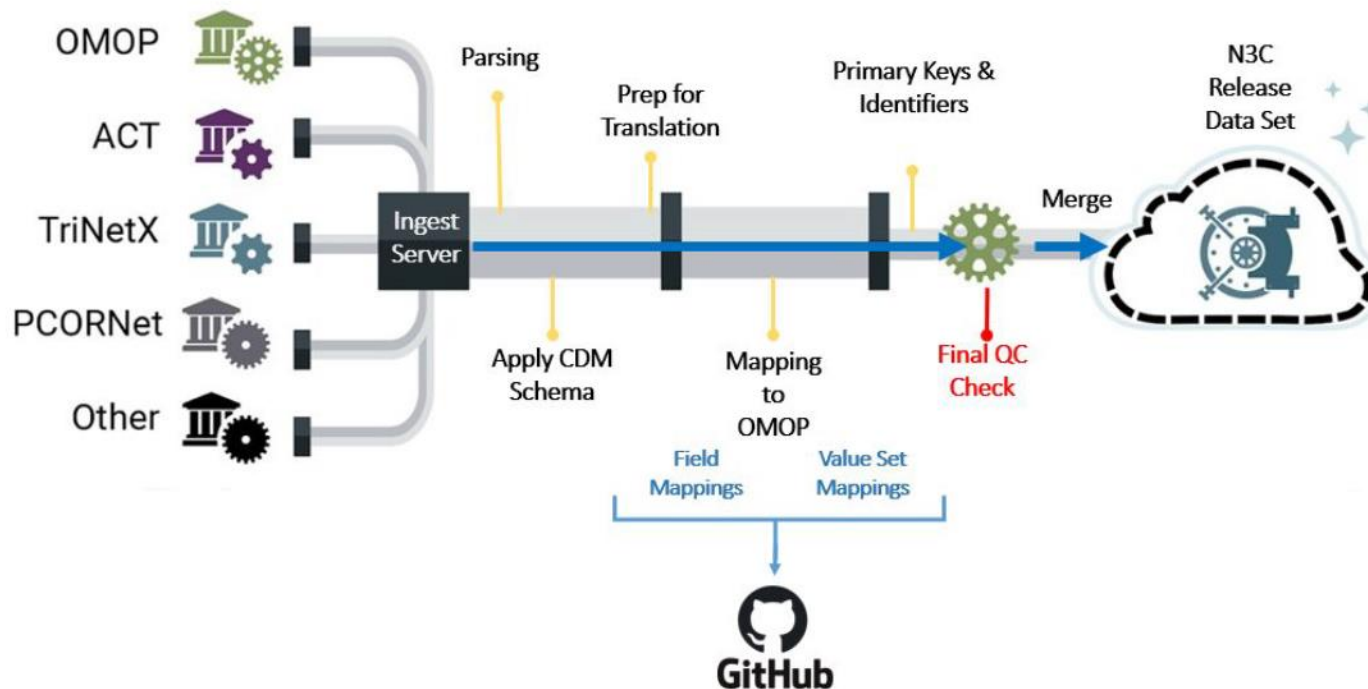 OMOP
ACT
TriNetX
PCORNet
Other
Ingest
Server
Parsing
Apply CDM
Schema
Prep for
Translation
Mapping
to
OMOP
Field
Mappings
Value Set
Mappings
GitHub
Primary Keys &
Identifiers
Final QC
Check
Merge
N3C
Release
Data Set